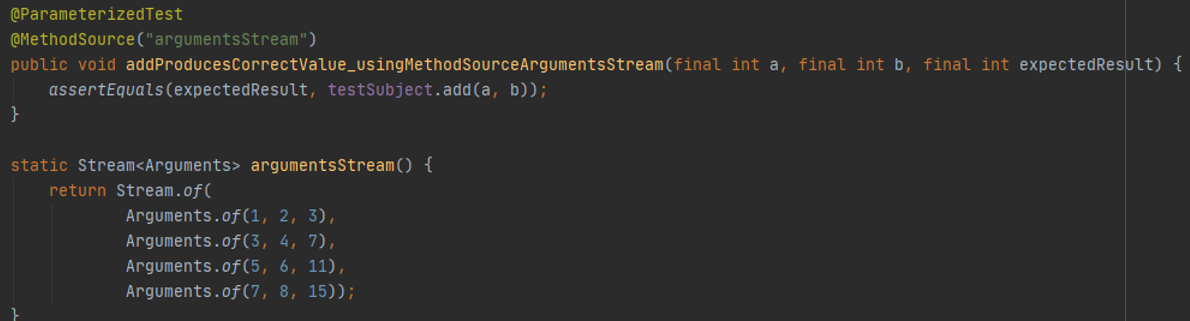 @ParameterizedTest
@MethodSource("argumentsStream")
public void addProducesCorrectValue_usingMethodSourceArgumentsStream(final int a, final int b, final int expectedResult) {
    assertEquals(expectedResult, testSubject.add(a, b));
}

static Stream<Arguments> argumentsStream() {
    return Stream.of(
            Arguments.of(1, 2, 3),
            Arguments.of(3, 4, 7),
            Arguments.of(5, 6, 11),
            Arguments.of(7, 8, 15));
}